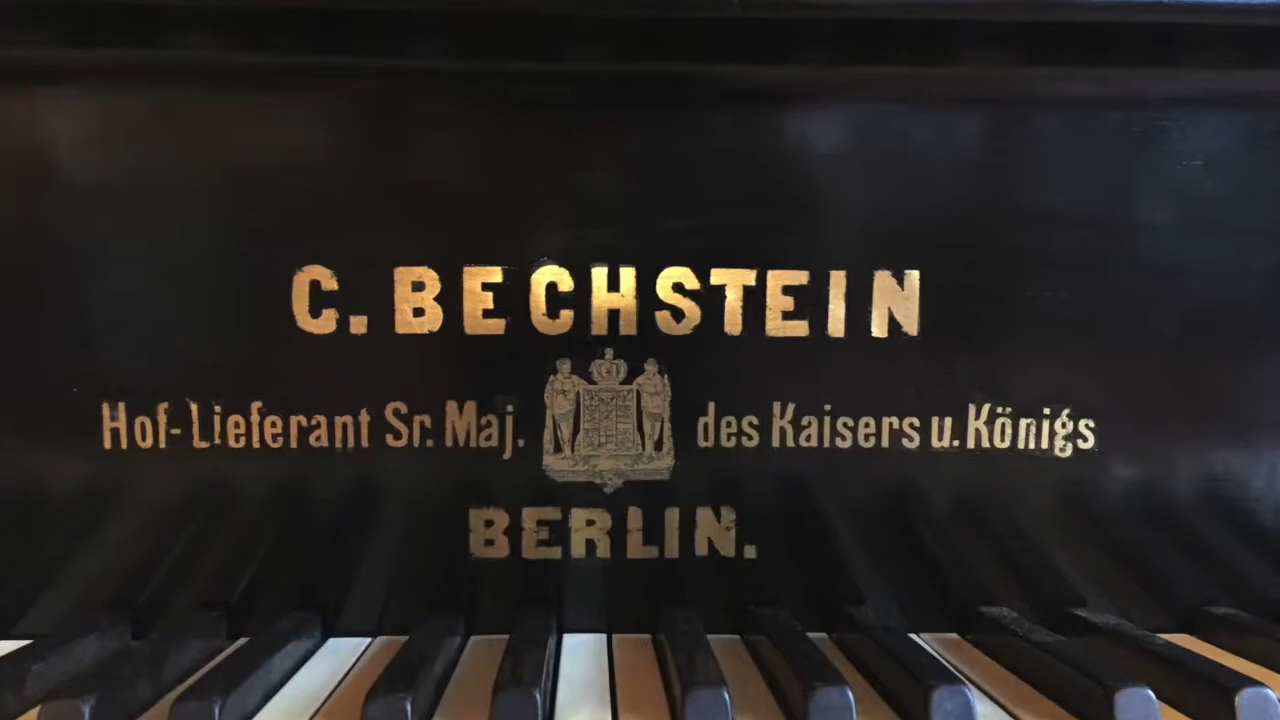 C. BECHSTEIN
Hof-Lieferant Sr. Maj. des Kaisers u. Königs
BERLIN.